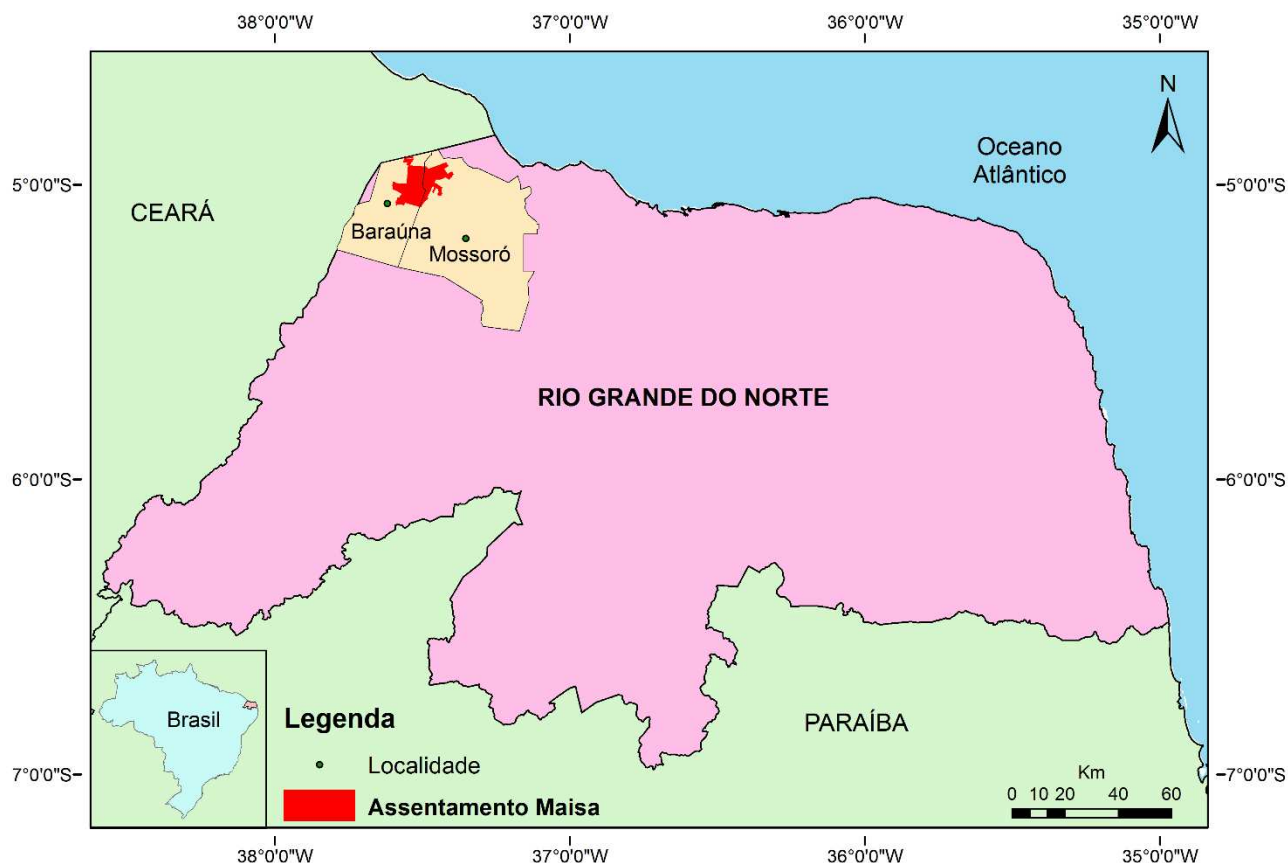 38°0'0"W
37°0'0"W
36°0'0"W
35°0'0"W
N
Oceano
Atlântico
5°0'0"S
5°0'0"S
CEARÁ
Baraúna
Mossoró
RIO GRANDE DO NORTE
6°0'0"S
6°0'0"S
Brasil
Legenda
Localidade
Assentamento Maisa
PARAÍBA
Km
0 10 20 40 60
7°0'0"S
7°0'0"S
38°0'0"W
37°0'0"W
36°0'0"W
35°0'0"W